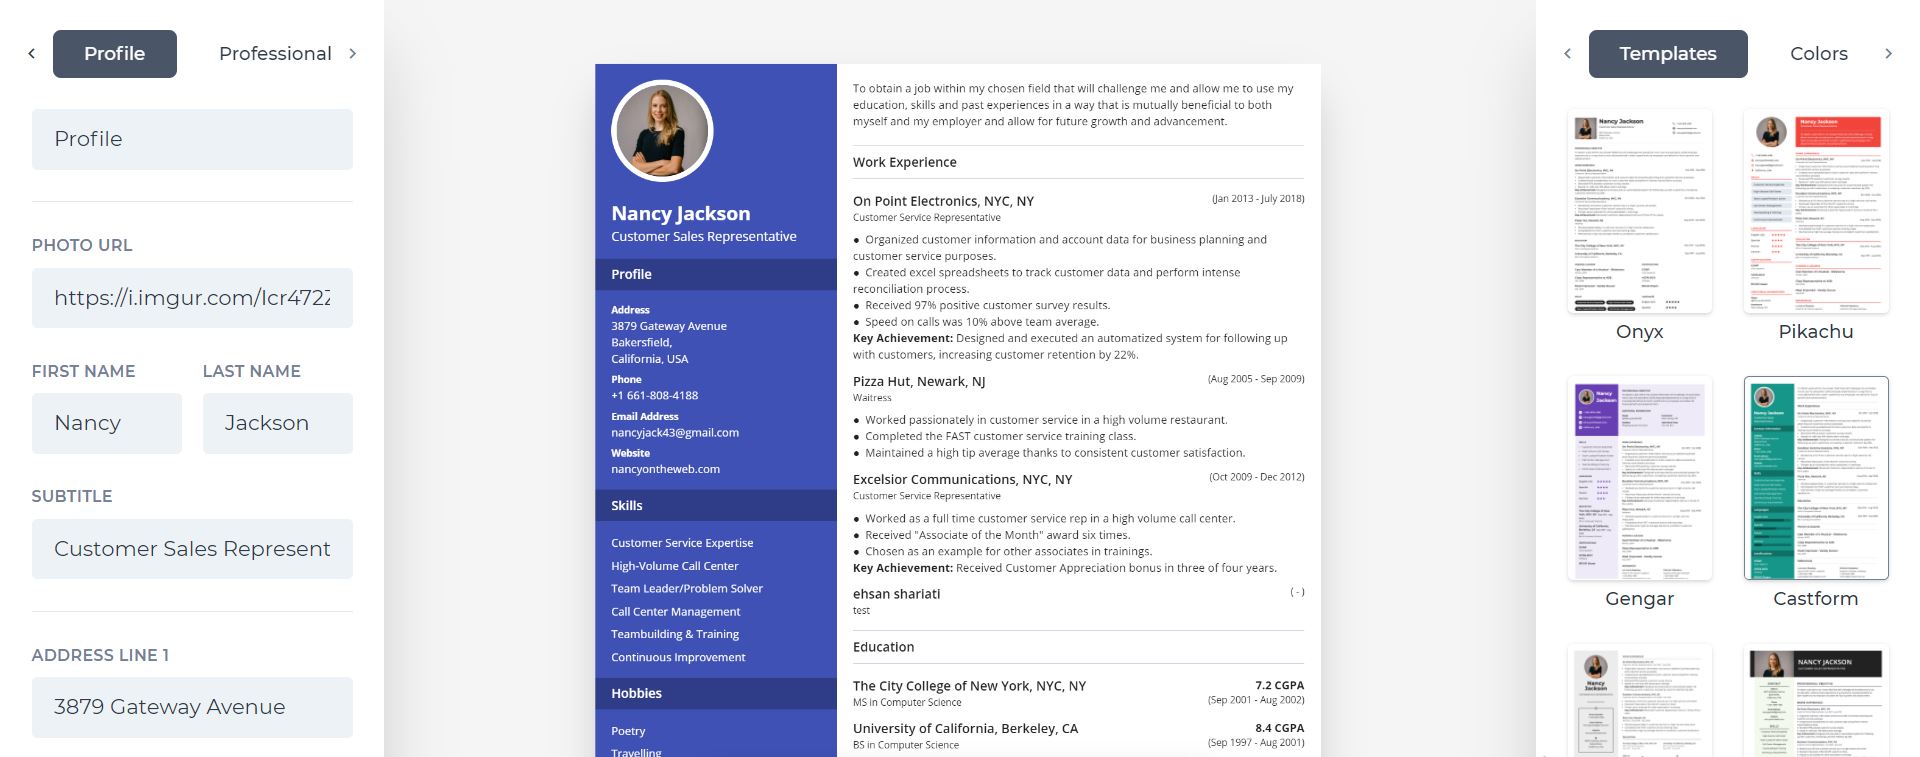 Profile
Professional
Profile
PHOTO URL
https://i.imgur.com/Icr472Z
FIRST NAME
LAST NAME
Nancy
Jackson
SUBTITLE
Customer Sales Represent
ADDRESS LINE 1
3879 Gateway Avenue
Nancy Jackson
Customer Sales Representative
Profile
Address
3879 Gateway Avenue
Bakersfield,
California, USA
Phone
+1 661-808-4188
Email Address
nancyjack43@gmail.com
Website
nancyontheweb.com
Skills
Customer Service Expertise
High-Volume Call Center
Team Leader/Problem Solver
Call Center Management
Teambuilding & Training
Continuous Improvement
Hobbies
Poetry
Travelling
To obtain a job within my chosen field that will challenge me and allow me to use my
education, skills and past experiences in a way that is mutually beneficial to both
myself and my employer and allow for future growth and advancement.
Work Experience
On Point Electronics, NYC, NY (Jan 2013 - July 2018)
Customer Service Representative
● Organized customer information and account data for business planning and
customer service purposes.
● Created excel spreadsheets to track customer data and perform intense
reconciliation process.
● Received 97% positive customer survey results.
● Speed on calls was 10% above team average.
Key Achievement: Designed and executed an automatized system for following up
with customers, increasing customer retention by 22%.
Pizza Hut, Newark, NJ (Aug 2005 - Sep 2009)
Waitress
● Worked passionately in customer service in a high volume restaurant.
● Completed the FAST customer service training class.
● Maintained a high tip average thanks to consistent customer satisfaction.
Excelsior Communications, NYC, NY (Oct 2009 - Dec 2012)
Customer Service Representative
● Worked as a full time customer service rep in a high volume call center.
● Received "Associate of the Month" award six times.
● Chosen as an example for other associates in trainings.
Key Achievement: Received Customer Appreciation bonus in three of four years.
ehsan shariati ( - )
test
Education
The City College of New York, NYC, NY 7.2 CGPA
MS in Computer Science (Sep 2001 - Aug 2002)
University of California, Berkeley, CA 8.4 CGPA
BS in Computer Science (Sep 1997 - Aug 2001)
Templates
Colors
Nancy Jackson
Nancy Jackson
Onyx
Pikachu
Nancy
Jackson
Nancy Jackson
Gengar
Castform
Nancy
Jackson
NANCY JACKSON